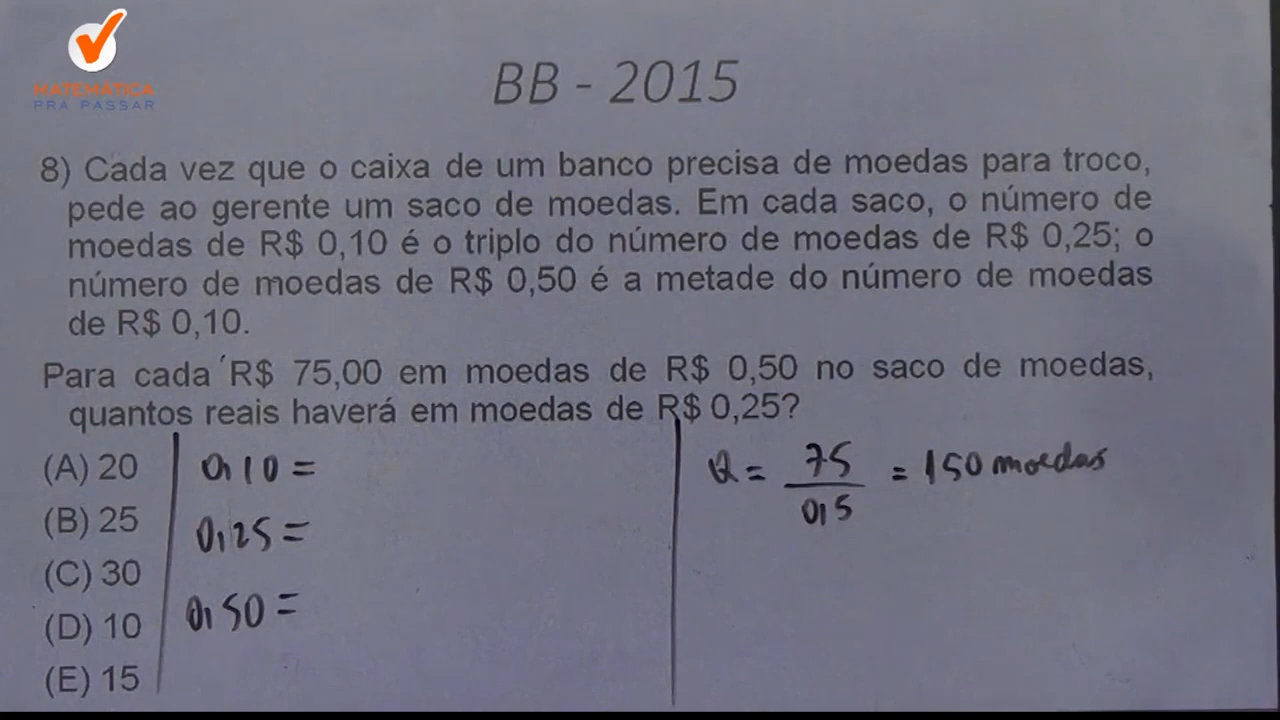 MATEMÁTICA
PRA PASSAR
BB - 2015
8) Cada vez que o caixa de um banco precisa de moedas para troco,
pede ao gerente um saco de moedas. Em cada saco, o número de
moedas de R$ 0,10 é o triplo do número de moedas de R$ 0,25; o
número de moedas de R$ 0,50 é a metade do número de moedas
de R$ 0,10.
Para cada R$ 75,00 em moedas de R$ 0,50 no saco de moedas,
quantos reais haverá em moedas de R$ 0,25?
(A) 20
(B) 25
(C) 30
(D) 10
(E) 15
0,10 =
0,25 =
0,50 =
Q = 75 / 0,5 = 150 moedas